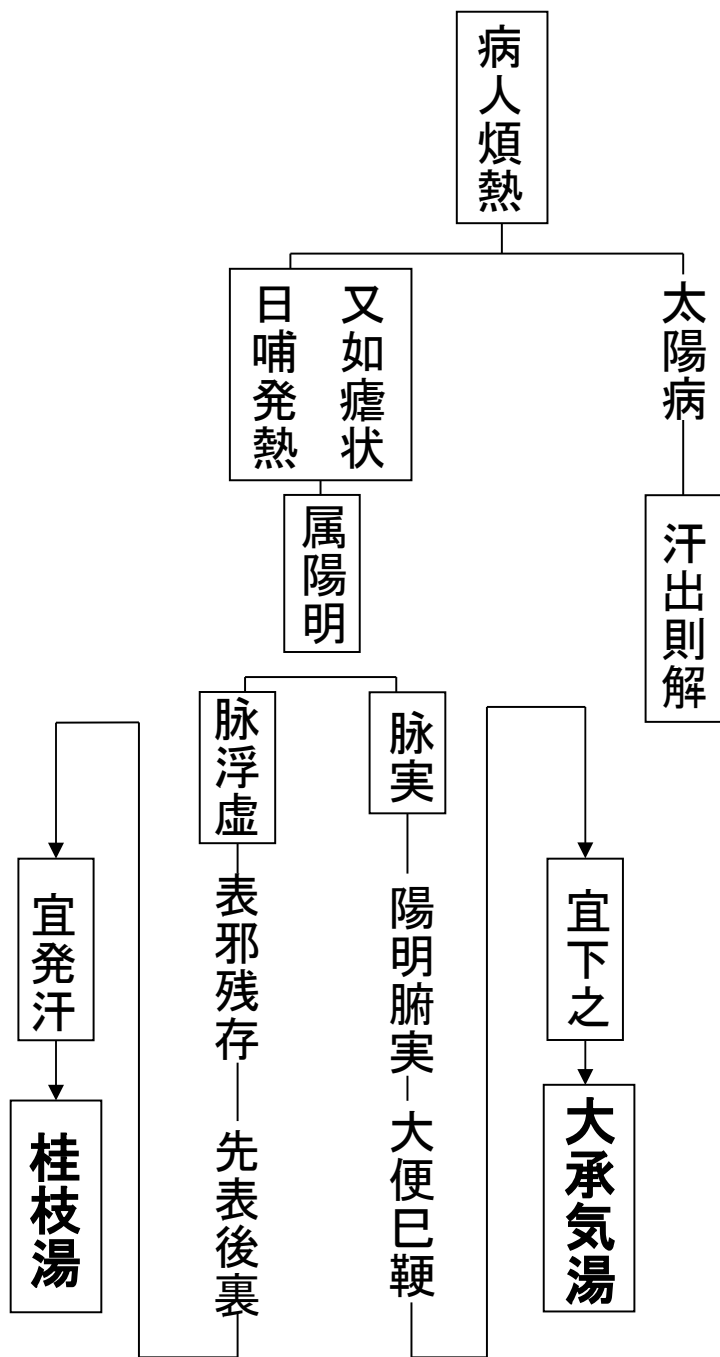 病人煩熱
太陽病
汗出則解
又如瘧状
日哺発熱
属陽明
脉実
陽明腑実
大便巳鞕
宜下之
大承気湯
脉浮虚
表邪残存
先表後裏
宜発汗
桂枝湯